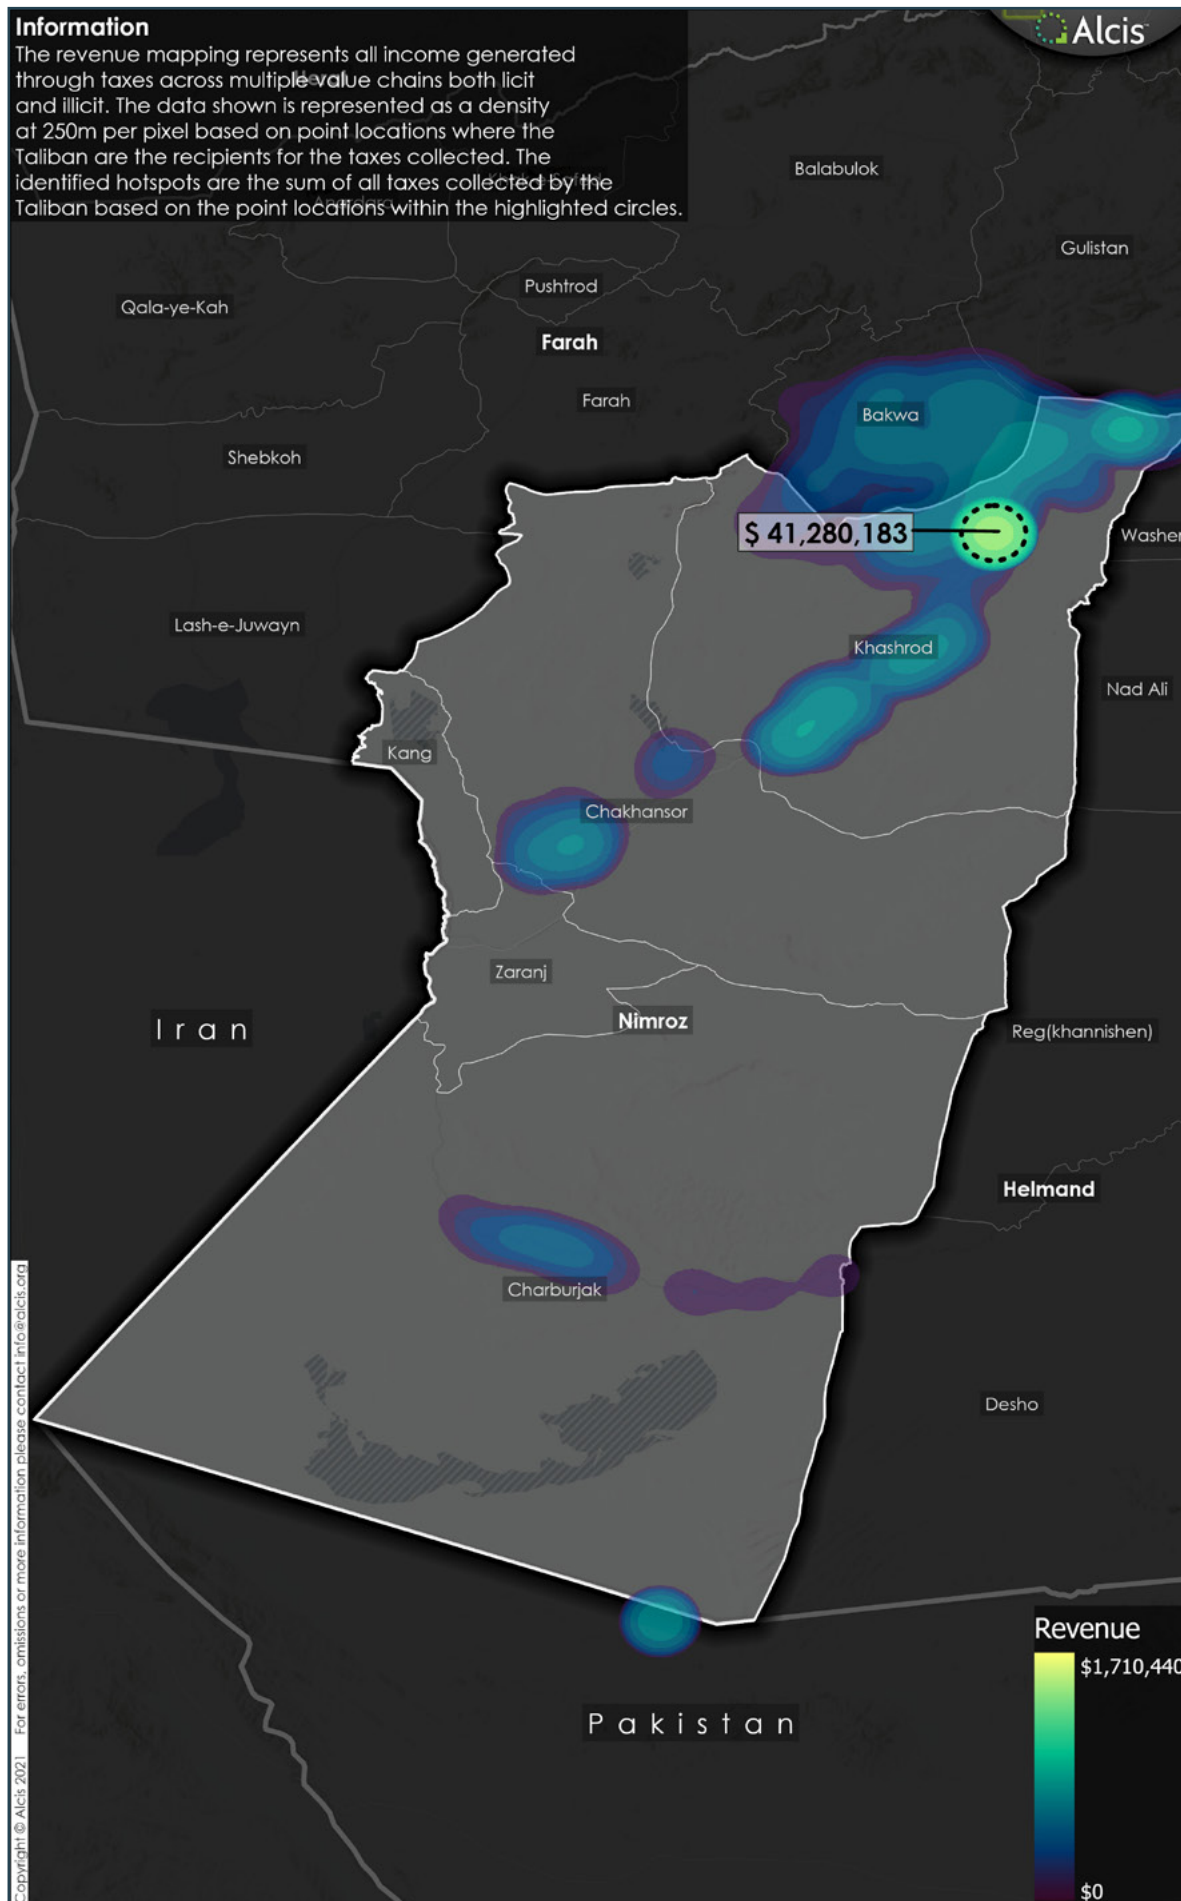 Information
The revenue mapping represents all income generated
through taxes across multiple value chains both licit
and illicit. The data shown is represented as a density
at 250m per pixel based on point locations where the
Taliban are the recipients for the taxes collected. The
identified hotspots are the sum of all taxes collected by the
Taliban based on the point locations within the highlighted circles.
Alcis
Balabulok
Gulistan
Pushtrod
Qala-ye-Kah
Farah
Farah
Bakwa
Shebkoh
$ 41,280,183
Washer
Lash-e-Juwayn
Khashrod
Nad Ali
Kang
Chakhansor
Zaranj
Nimroz
Iran
Reg(khannishen)
Helmand
Charburjak
Desho
Pakistan
Revenue
$1,710,440
$0
Copyright © Alcis 2021 For errors, omissions or more information please contact info@alcis.org